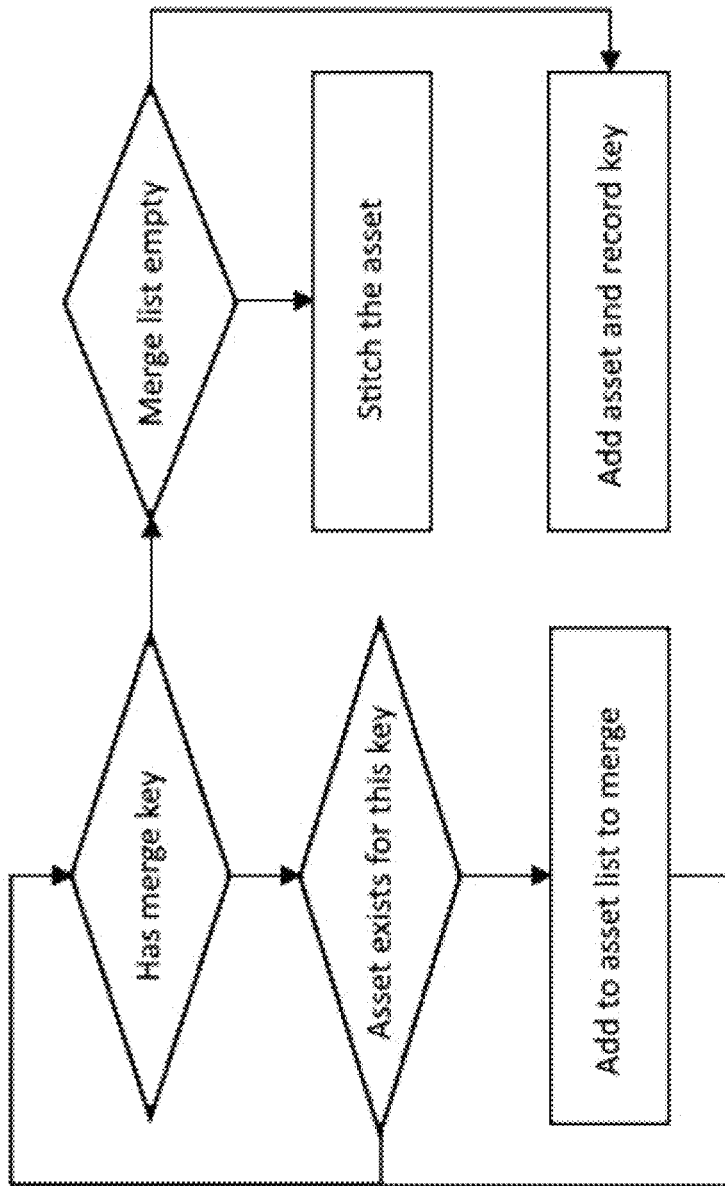 Has merge key
Merge list empty
Asset exists for this key
Stitch the asset
Add to asset list to merge
Add asset and record key